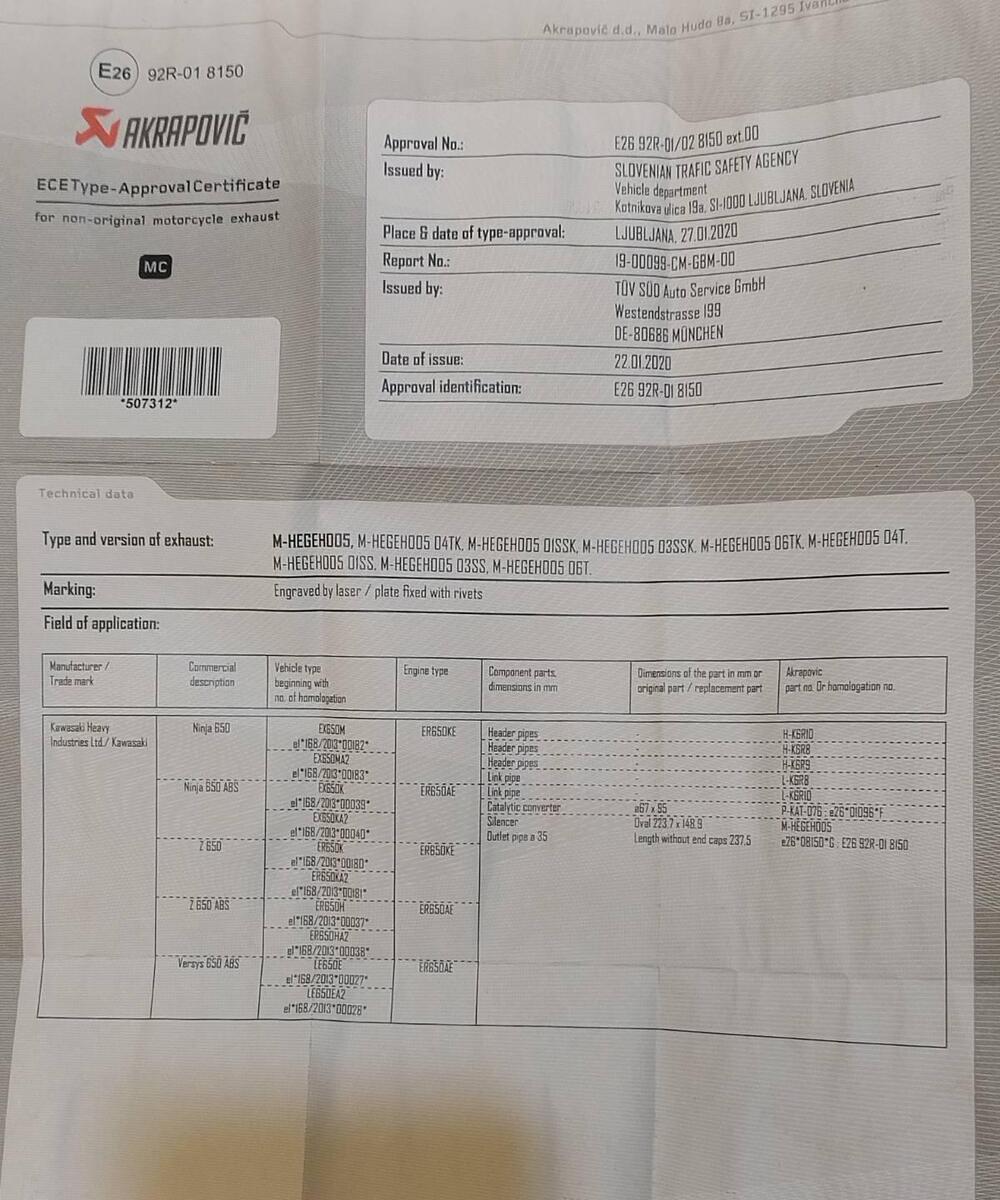 Akrapovič d.d., Malo Hudo 8a, SI-1295
E26 92R-01 8150
AKRAPOVIČ
ECE Type-Approval Certificate
for non-original motorcycle exhaust
MC
*507312*
Approval No.: E26 92R-01/02 8150 ext.00
Issued by: SLOVENIAN TRAFIC SAFETY AGENCY
Vehicle department
Kotnikova ulica 19a, SI-1000 LJUBLJANA, SLOVENIA
Place & date of type-approval: LJUBLJANA, 27.01.2020
Report No.: 19-00099-CM-GBM-00
Issued by: TÜV SÜD Auto Service GmbH
Westendstrasse 199
DE-80686 MÜNCHEN
Date of issue: 22.01.2020
Approval identification: E26 92R-01 8150
Technical data
Type and version of exhaust: M-HEGEH005, M-HEGEH005 04TK, M-HEGEH005 01SSK, M-HEGEH005 03SSK, M-HEGEH005 06TK, M-HEGEH005 04T,
M-HEGEH005 01SS, M-HEGEH005 03SS, M-HEGEH005 06T.
Marking: Engraved by laser / plate fixed with rivets
Field of application:
Manufacturer / Commercial Vehicle type Engine type Component parts, Dimensions of the part in mm or Akrapovic
Trade mark description beginning with dimensions in mm original part / replacement part part no. Or homologation no.
no. of homologation
Kawasaki Heavy Ninja 650 EX650M ER650KE Header pipes - H-K6R10
Industries Ltd./ Kawasaki e1*168/2013*00182* Header pipes - H-K6R8
EX650MA2 Header pipes - H-K6R9
e1*168/2013*00183* Link pipe - L-K6R8
Ninja 650 ABS EX650K ER650AE Link pipe - L-K6R10
e1*168/2013*00039* Catalytic converter ø67 x 55 P-KAT-076 : e26*01096*F
EX650KA2 Silencer Oval 223.7 x 148.9 M-HEGEH005
e1*168/2013*00040* Outlet pipe ø 35 Length without end caps 237.5 e26*08150*G ; E26 92R-01 8150
Z 650 ER650K ER650KE
e1*168/2013*00180*
ER650KA2
e1*168/2013*00181*
Z 650 ABS ER650H ER650AE
e1*168/2013*00037*
ER650HA2
e1*168/2013*00038*
Versys 650 ABS LE650E ER650AE
e1*168/2013*00027*
LE650EA2
e1*168/2013*00028*